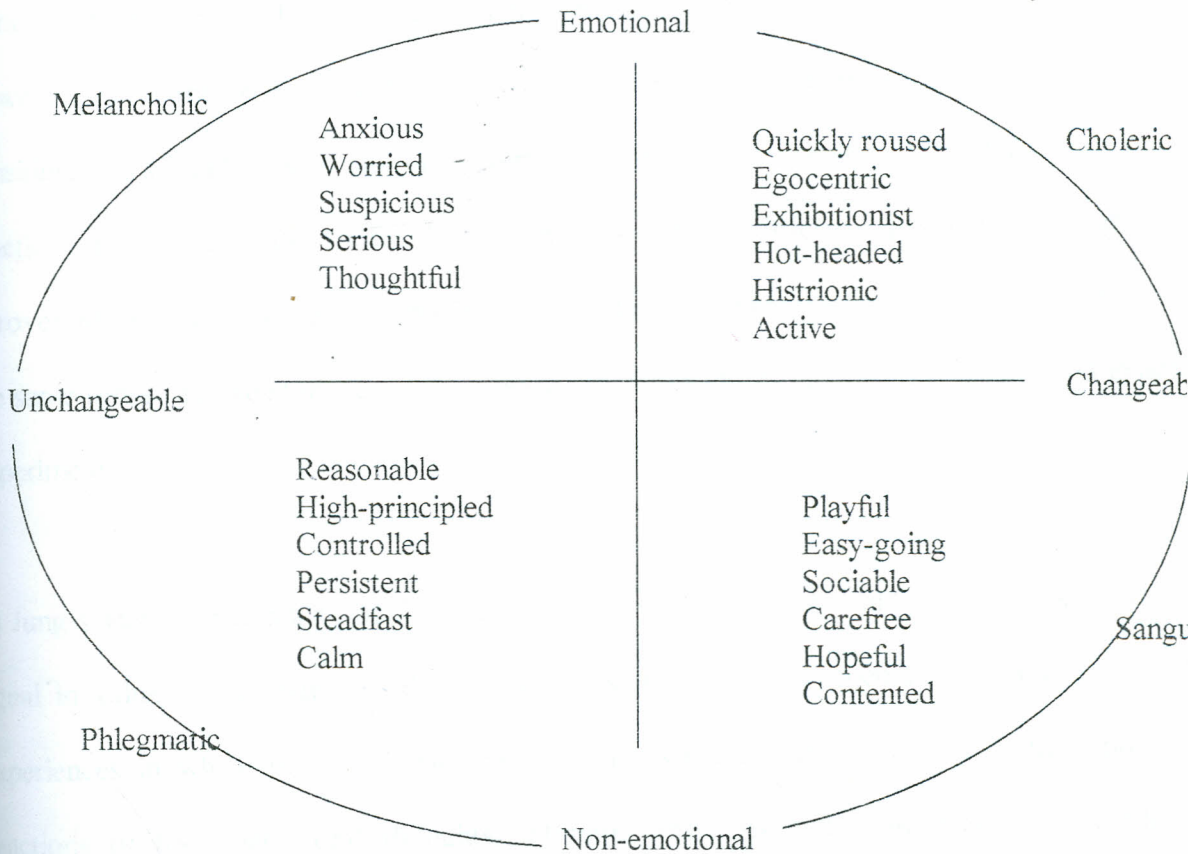 Emotional
Melancholic
Anxious
Worried
Suspicious
Serious
Thoughtful
Quickly roused
Egocentric
Exhibitionist
Hot-headed
Histrionic
Active
Choleric
Unchangeable
Changeab
Reasonable
High-principled
Controlled
Persistent
Steadfast
Calm
Playful
Easy-going
Sociable
Carefree
Hopeful
Contented
Sangu
Phlegmatic
Non-emotional